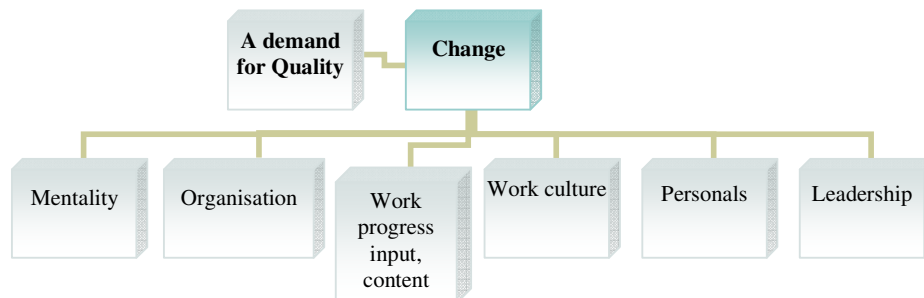 A demand
for Quality
Change
Mentality
Organisation
Work
progress
input,
content
Work culture
Personals
Leadership